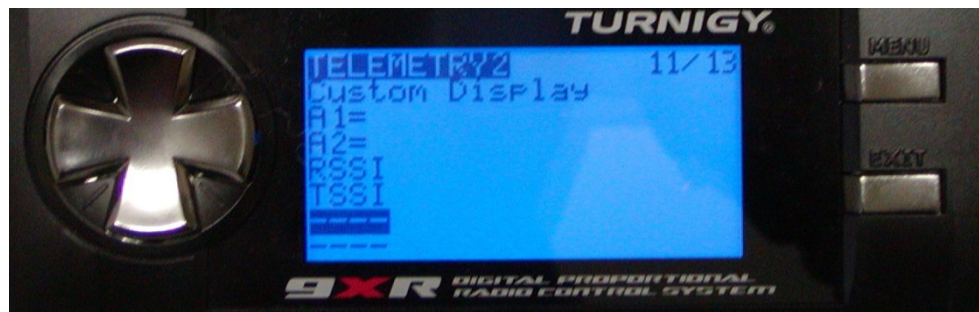 TURNIGY®
MENU
TELEMETRY2 11/13
Custom Display
A1=
A2=
RSSI
TSSI
----
----
EXIT
9XR DIGITAL PROPORTIONAL
RADIO CONTROL SYSTEM